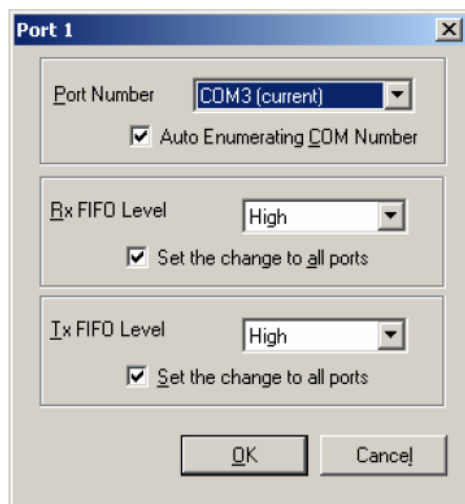 Port 1
Port Number COM3 (current)
Auto Enumerating COM Number
Rx FIFO Level High
Set the change to all ports
Tx FIFO Level High
Set the change to all ports
OK Cancel